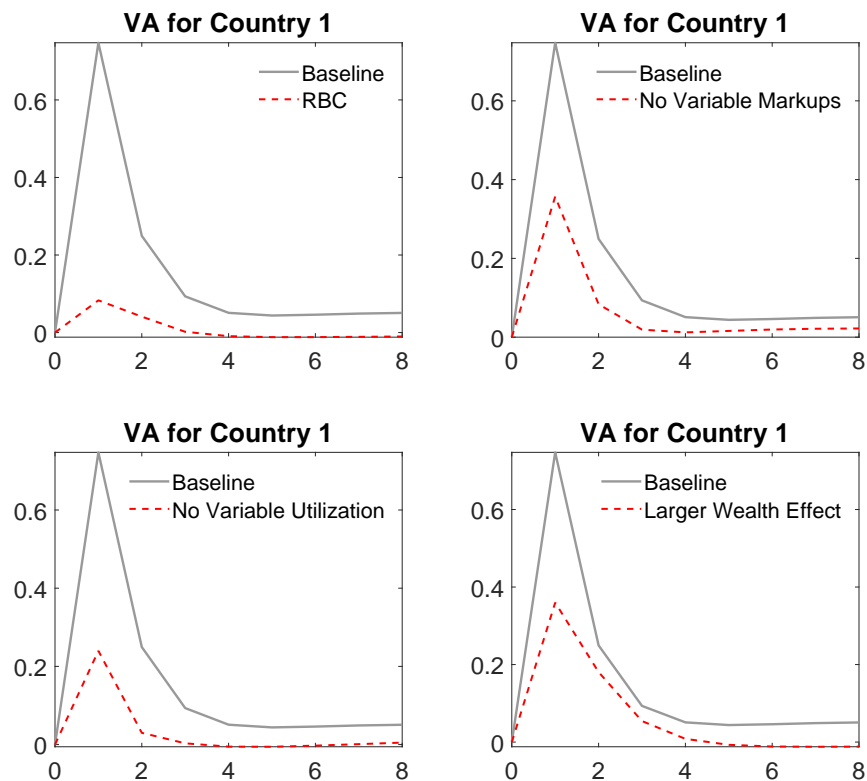 VA for Country 1
Baseline
RBC
0.6
0.4
0.2
0
0 2 4 6 8
VA for Country 1
Baseline
No Variable Markups
0.6
0.4
0.2
0
0 2 4 6 8
VA for Country 1
Baseline
No Variable Utilization
0.6
0.4
0.2
0
0 2 4 6 8
VA for Country 1
Baseline
Larger Wealth Effect
0.6
0.4
0.2
0
0 2 4 6 8